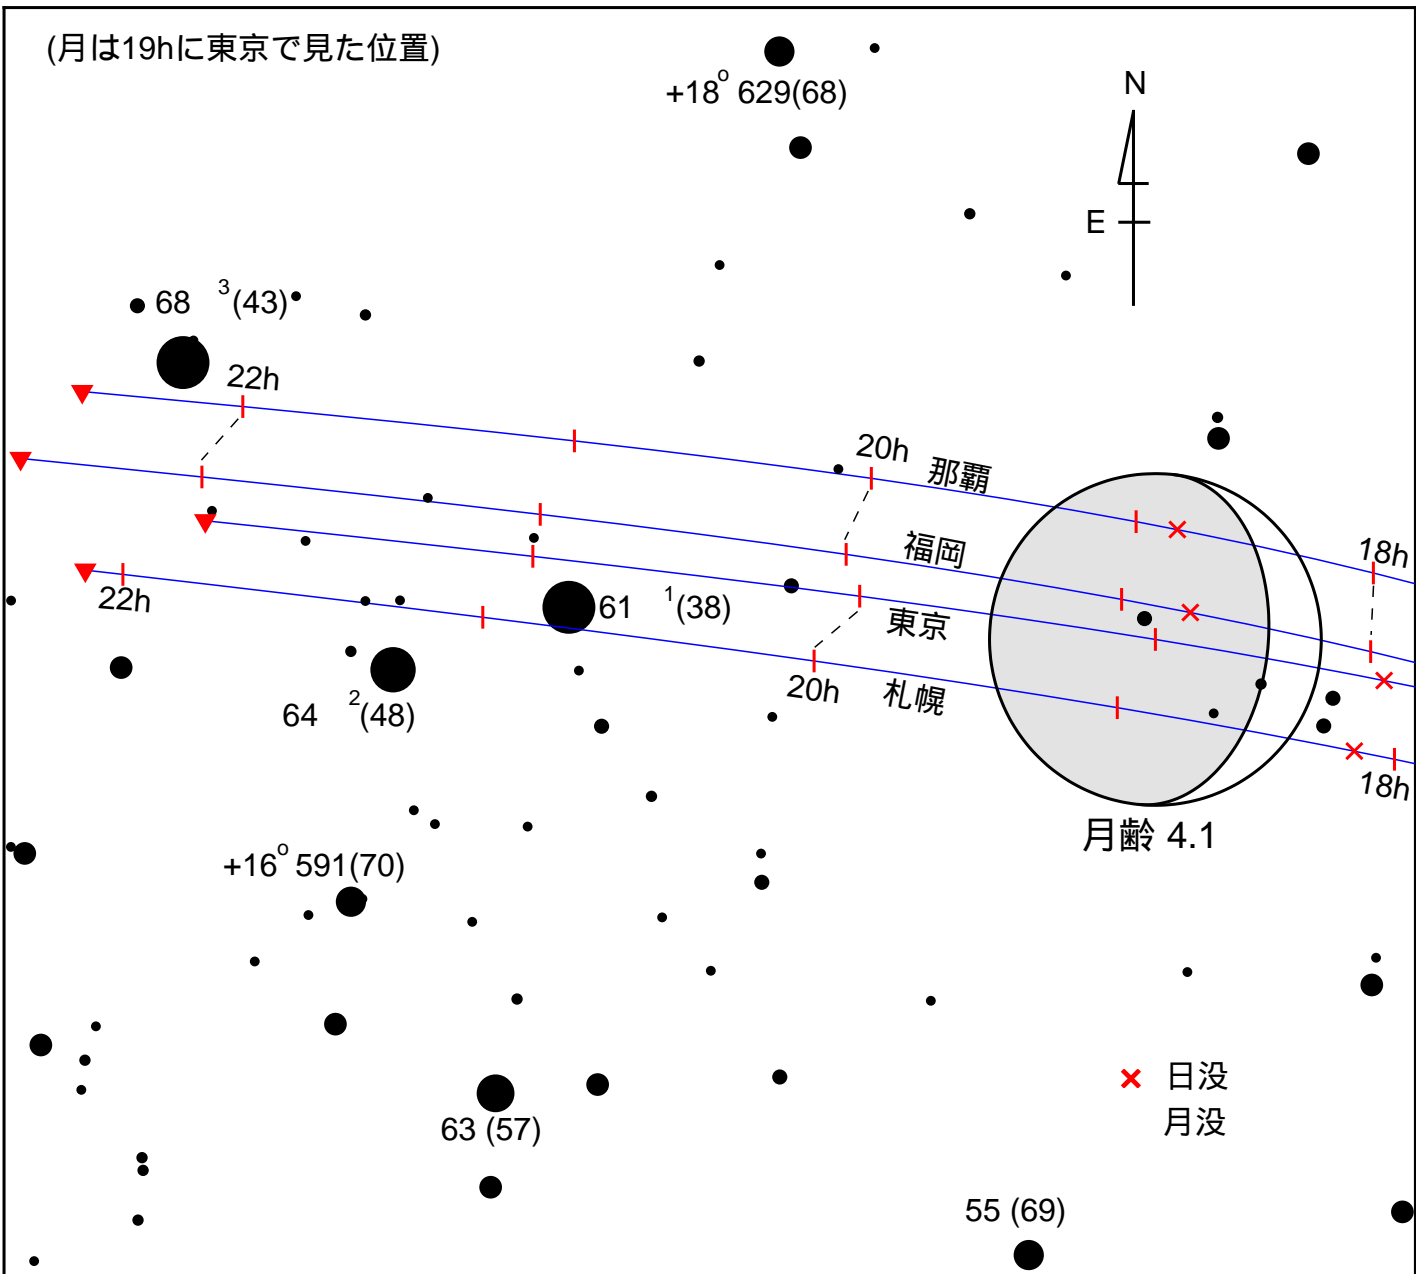 (月は19hに東京で見た位置)
+18° 629(68)
N
E
68 ³(43)
22h
20h
那覇
18h
福岡
22h
61 ¹(38)
東京
20h
札幌
64 ²(48)
18h
月齢 4.1
+16° 591(70)
日没
63 (57)
月没
55 (69)